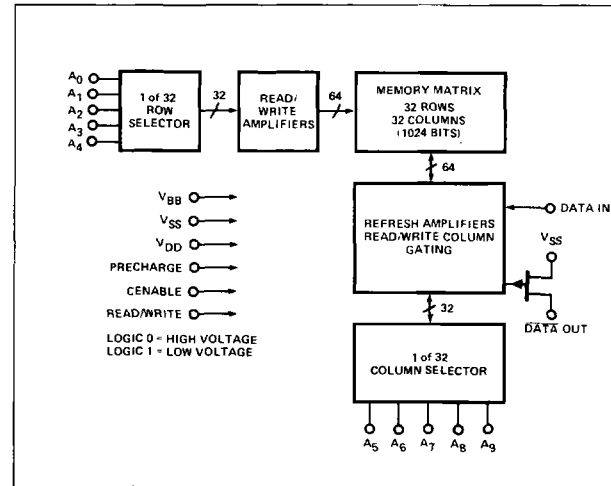 A0
A1
A2
A3
A4
1 of 32
ROW
SELECTOR
32
READ/
WRITE
AMPLIFIERS
64
MEMORY MATRIX
32 ROWS
32 COLUMNS
(1024 BITS)
64
VBB
VSS
VDD
PRECHARGE
CENABLE
READ/WRITE
LOGIC 0 = HIGH VOLTAGE
LOGIC 1 = LOW VOLTAGE
REFRESH AMPLIFIERS
READ/WRITE COLUMN
GATING
DATA IN
VSS
DATA OUT
32
1 of 32
COLUMN SELECTOR
A5 A6 A7 A8 A9